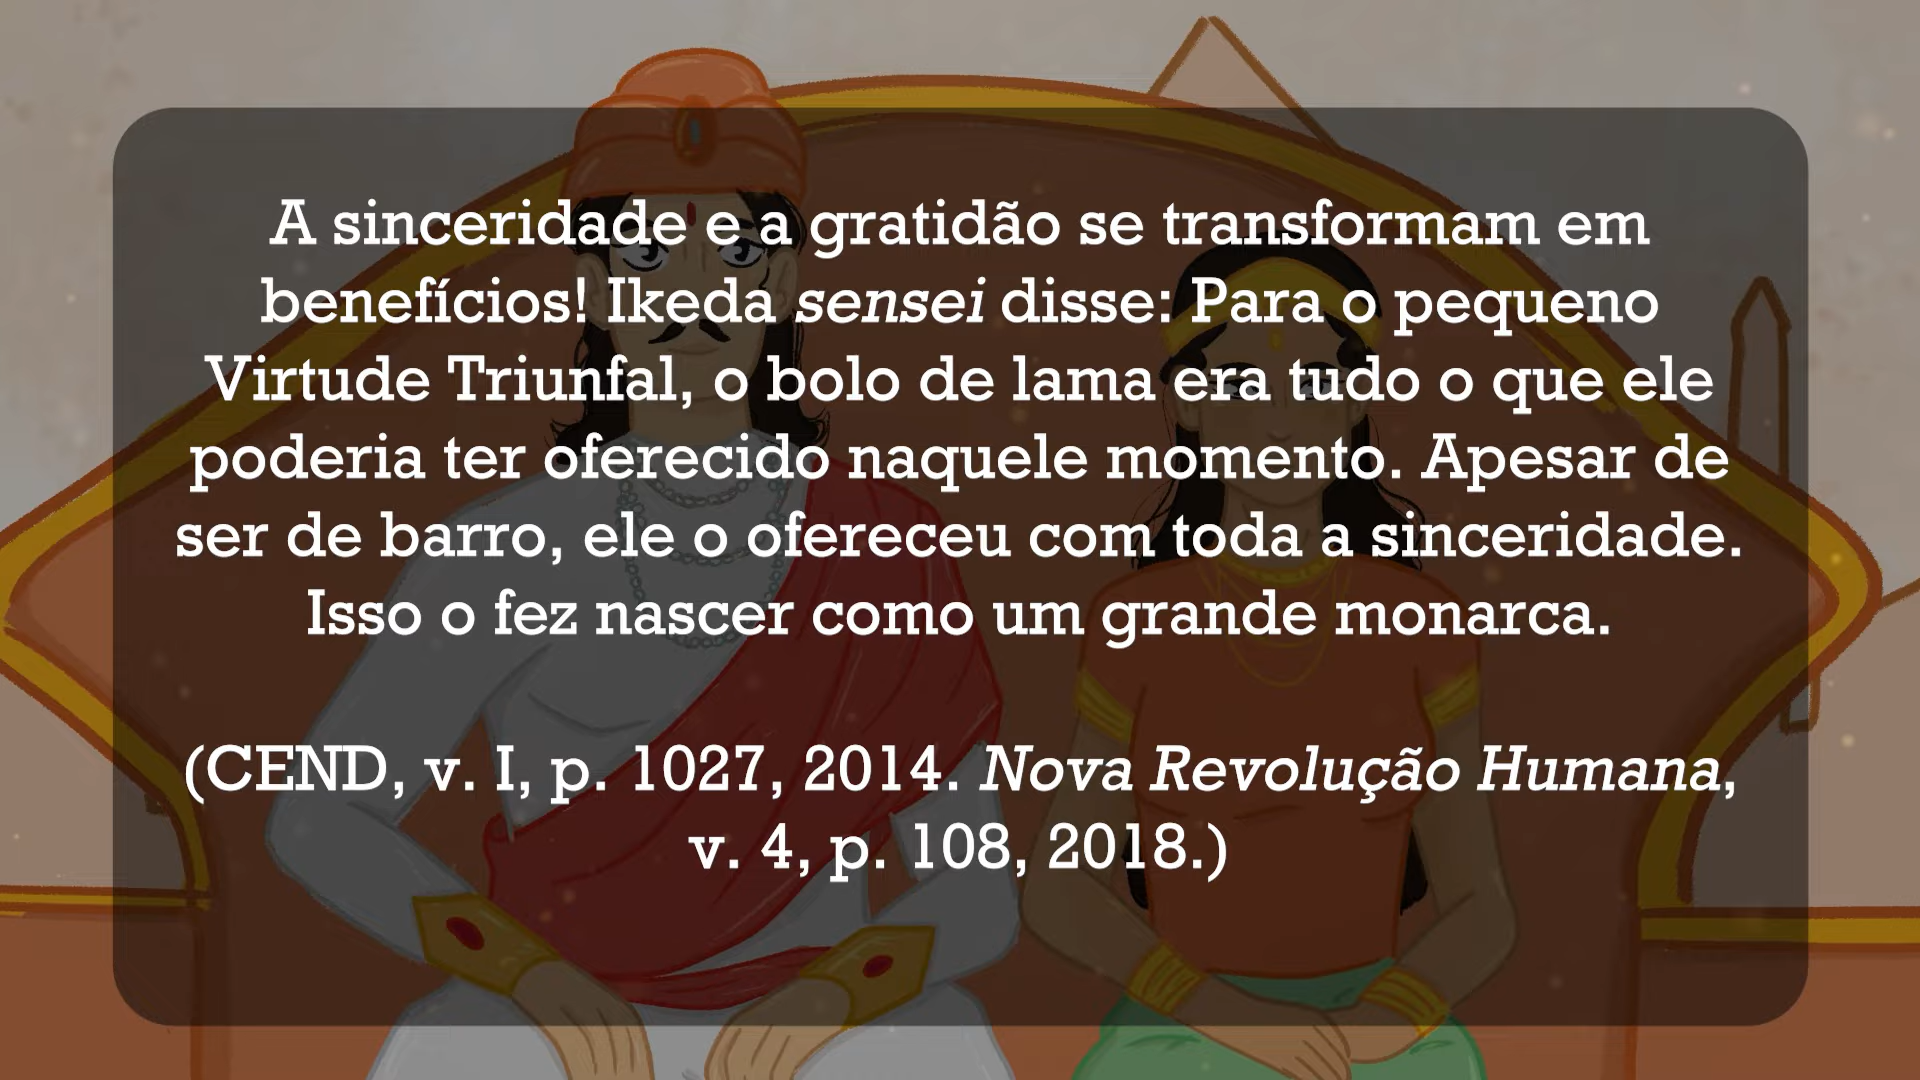 A sinceridade e a gratidão se transformam em
benefícios! Ikeda sensei disse: Para o pequeno
Virtude Triunfal, o bolo de lama era tudo o que ele
poderia ter oferecido naquele momento. Apesar de
ser de barro, ele o ofereceu com toda a sinceridade.
Isso o fez nascer como um grande monarca.
(CEND, v. I, p. 1027, 2014. Nova Revolução Humana,
v. 4, p. 108, 2018.)